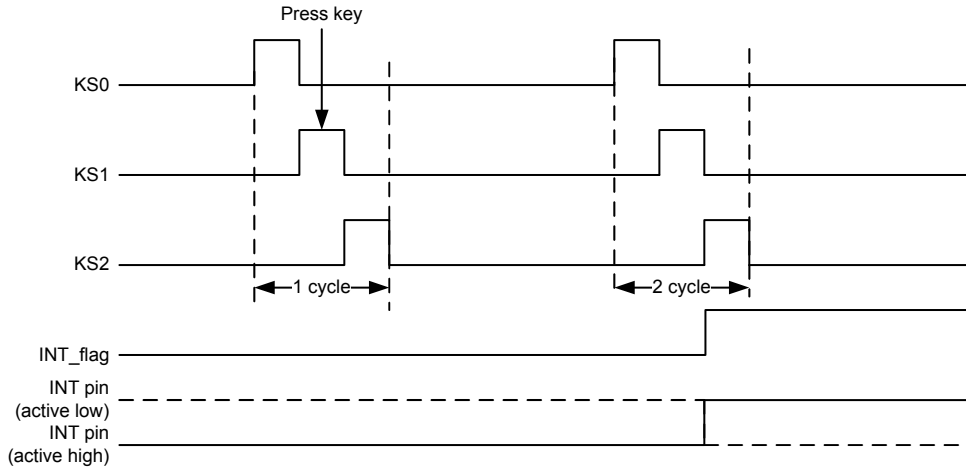 Press key
KS0
KS1
KS2
1 cycle
2 cycle
INT_flag
INT pin
(active low)
INT pin
(active high)